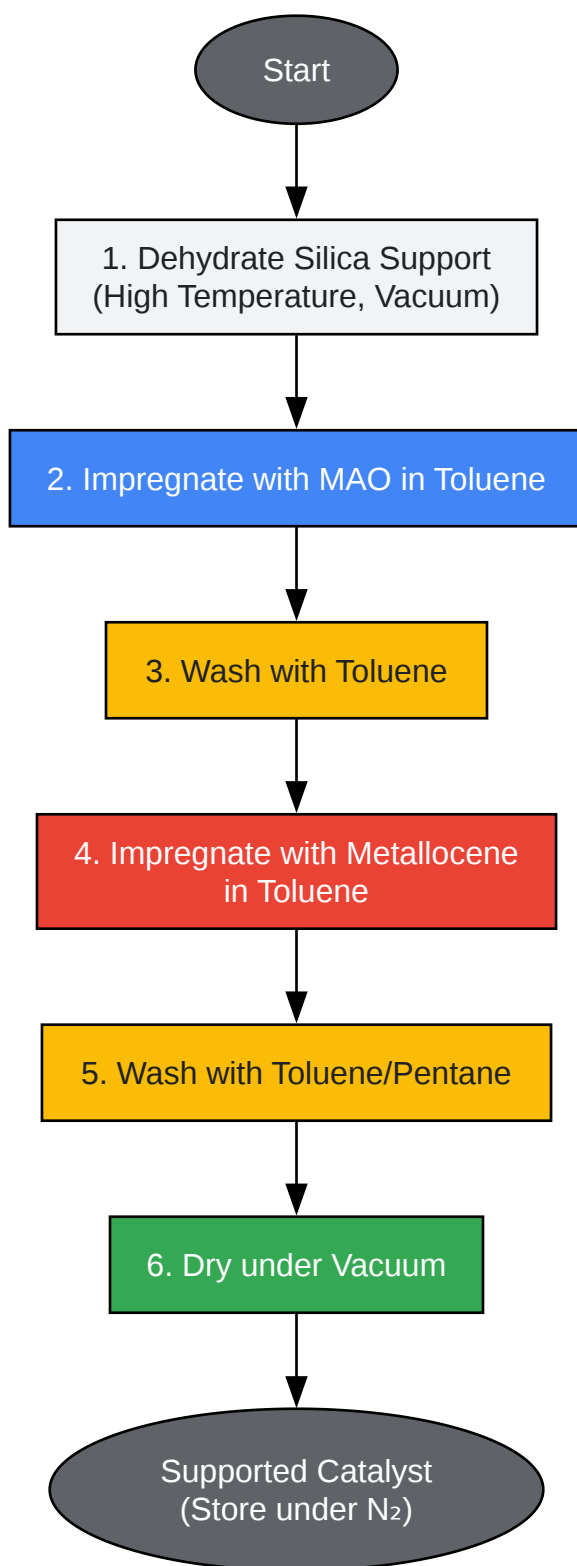 Start
1. Dehydrate Silica Support
(High Temperature, Vacuum)
2. Impregnate with MAO in Toluene
3. Wash with Toluene
4. Impregnate with Metallocene
in Toluene
5. Wash with Toluene/Pentane
6. Dry under Vacuum
Supported Catalyst
(Store under N₂)